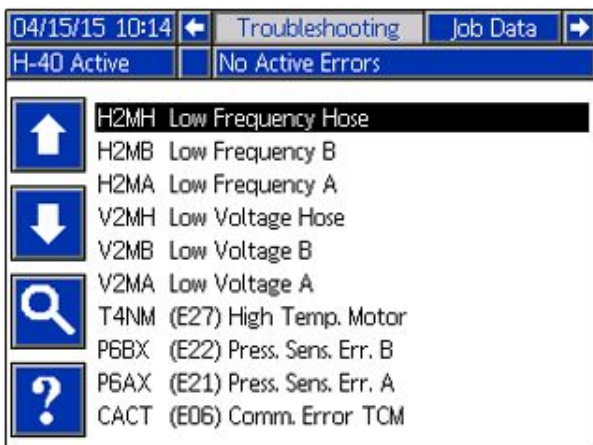 04/15/15 10:14 Troubleshooting Job Data
H-40 Active No Active Errors
H2MH Low Frequency Hose
H2MB Low Frequency B
H2MA Low Frequency A
V2MH Low Voltage Hose
V2MB Low Voltage B
V2MA Low Voltage A
T4NM (E27) High Temp. Motor
P6BX (E22) Press. Sens. Err. B
P6AX (E21) Press. Sens. Err. A
CACT (E06) Comm. Error TCM
?